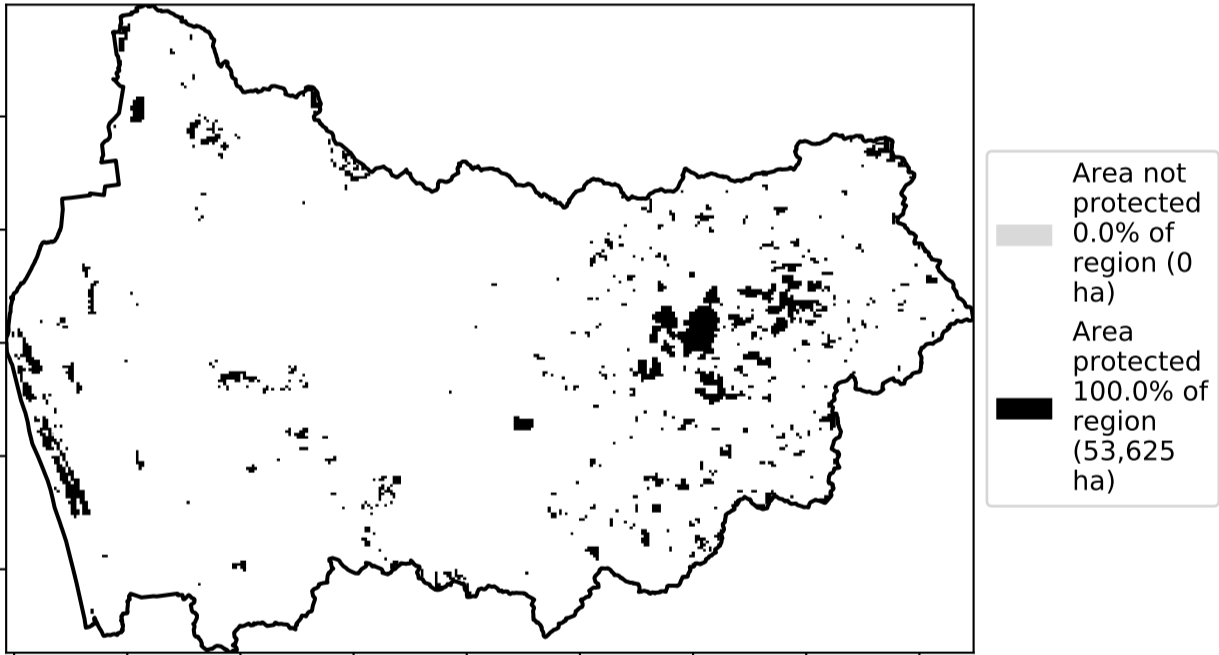 Area not
protected
0.0% of
region (0
ha)
Area
protected
100.0% of
region
(53,625
ha)